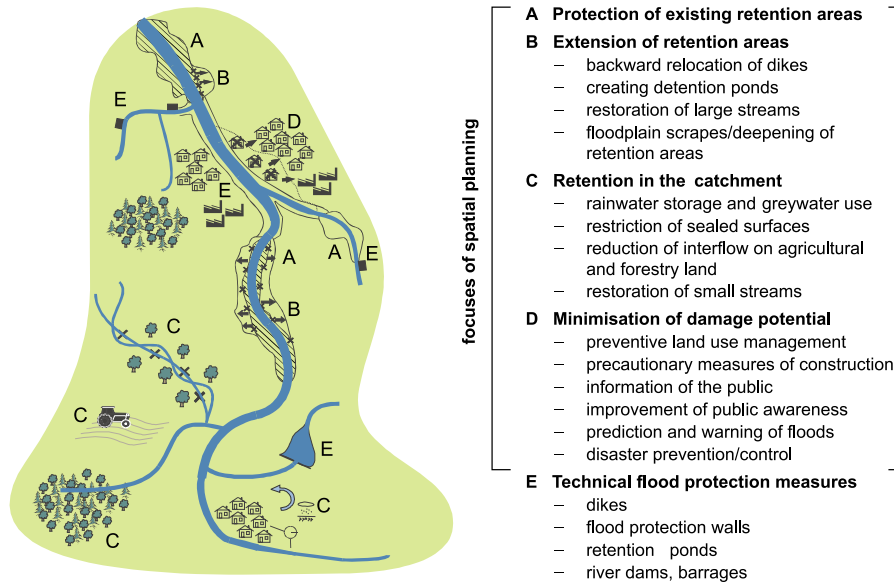 A
B
E
D
E
A
E
A
B
C
C
E
C
C
focuses of spatial planning
A Protection of existing retention areas
B Extension of retention areas
– backward relocation of dikes
– creating detention ponds
– restoration of large streams
– floodplain scrapes/deepening of
retention areas
C Retention in the catchment
– rainwater storage and greywater use
– restriction of sealed surfaces
– reduction of interflow on agricultural
and forestry land
– restoration of small streams
D Minimisation of damage potential
– preventive land use management
– precautionary measures of construction
– information of the public
– improvement of public awareness
– prediction and warning of floods
– disaster prevention/control
E Technical flood protection measures
– dikes
– flood protection walls
– retention ponds
– river dams, barrages